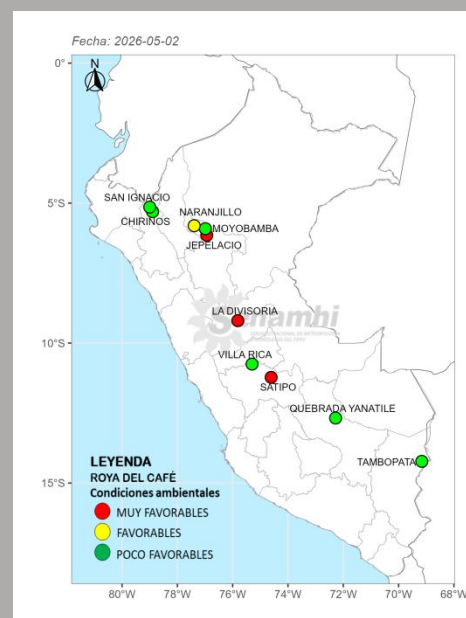 Fecha: 2026-05-02
N
0°
SAN IGNACIO
5°S
CHIRINOS
NARANJILLO
MOYOBAMBA
JEPELACIO
LA DIVISORIA
Senamhi
10°S
VILLA RICA
SATIPO
QUEBRADA YANATILE
TAMBOPATA
LEYENDA
ROYA DEL CAFÉ
Condiciones ambientales
MUY FAVORABLES
FAVORABLES
POCO FAVORABLES
15°S
80°W 78°W 76°W 74°W 72°W 70°W 68°W